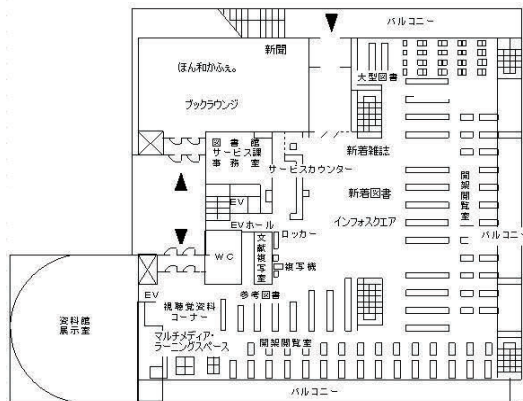 バルコニー
新聞
ほん和かふぇ。
大型図書
ブックラウンジ
図書館
サービス課
事務室
新着雑誌
サービスカウンター
開架閲覧室
EV
新着図書
EVホール
インフォスクエア
ロッカー
バルコニー
WC
文献複写室
複写機
EV
参考図書
視聴覚資料
コーナー
資料館
展示室
マルチメディア・
ラーニングスペース
開架閲覧室
バルコニー